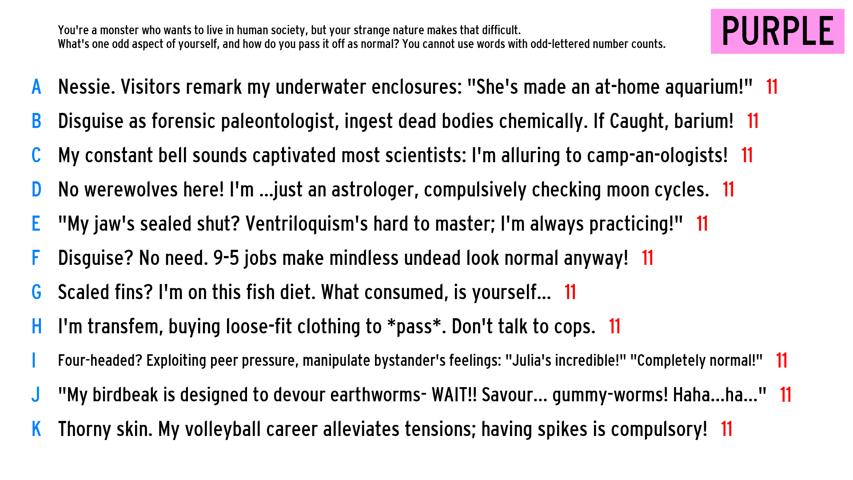 You're a monster who wants to live in human society, but your strange nature makes that difficult.
What's one odd aspect of yourself, and how do you pass it off as normal? You cannot use words with odd-lettered number counts.
PURPLE
A Nessie. Visitors remark my underwater enclosures: "She's made an at-home aquarium!" 11
B Disguise as forensic paleontologist, ingest dead bodies chemically. If Caught, barium! 11
C My constant bell sounds captivated most scientists: I'm alluring to camp-an-ologists! 11
D No werewolves here! I'm ...just an astrologer, compulsively checking moon cycles. 11
E "My jaw's sealed shut? Ventriloquism's hard to master; I'm always practicing!" 11
F Disguise? No need. 9-5 jobs make mindless undead look normal anyway! 11
G Scaled fins? I'm on this fish diet. What consumed, is yourself... 11
H I'm transfem, buying loose-fit clothing to *pass*. Don't talk to cops. 11
I Four-headed? Exploiting peer pressure, manipulate bystander's feelings: "Julia's incredible!" "Completely normal!" 11
J "My birdbeak is designed to devour earthworms- WAIT!! Savour... gummy-worms! Haha...ha..." 11
K Thorny skin. My volleyball career alleviates tensions; having spikes is compulsory! 11